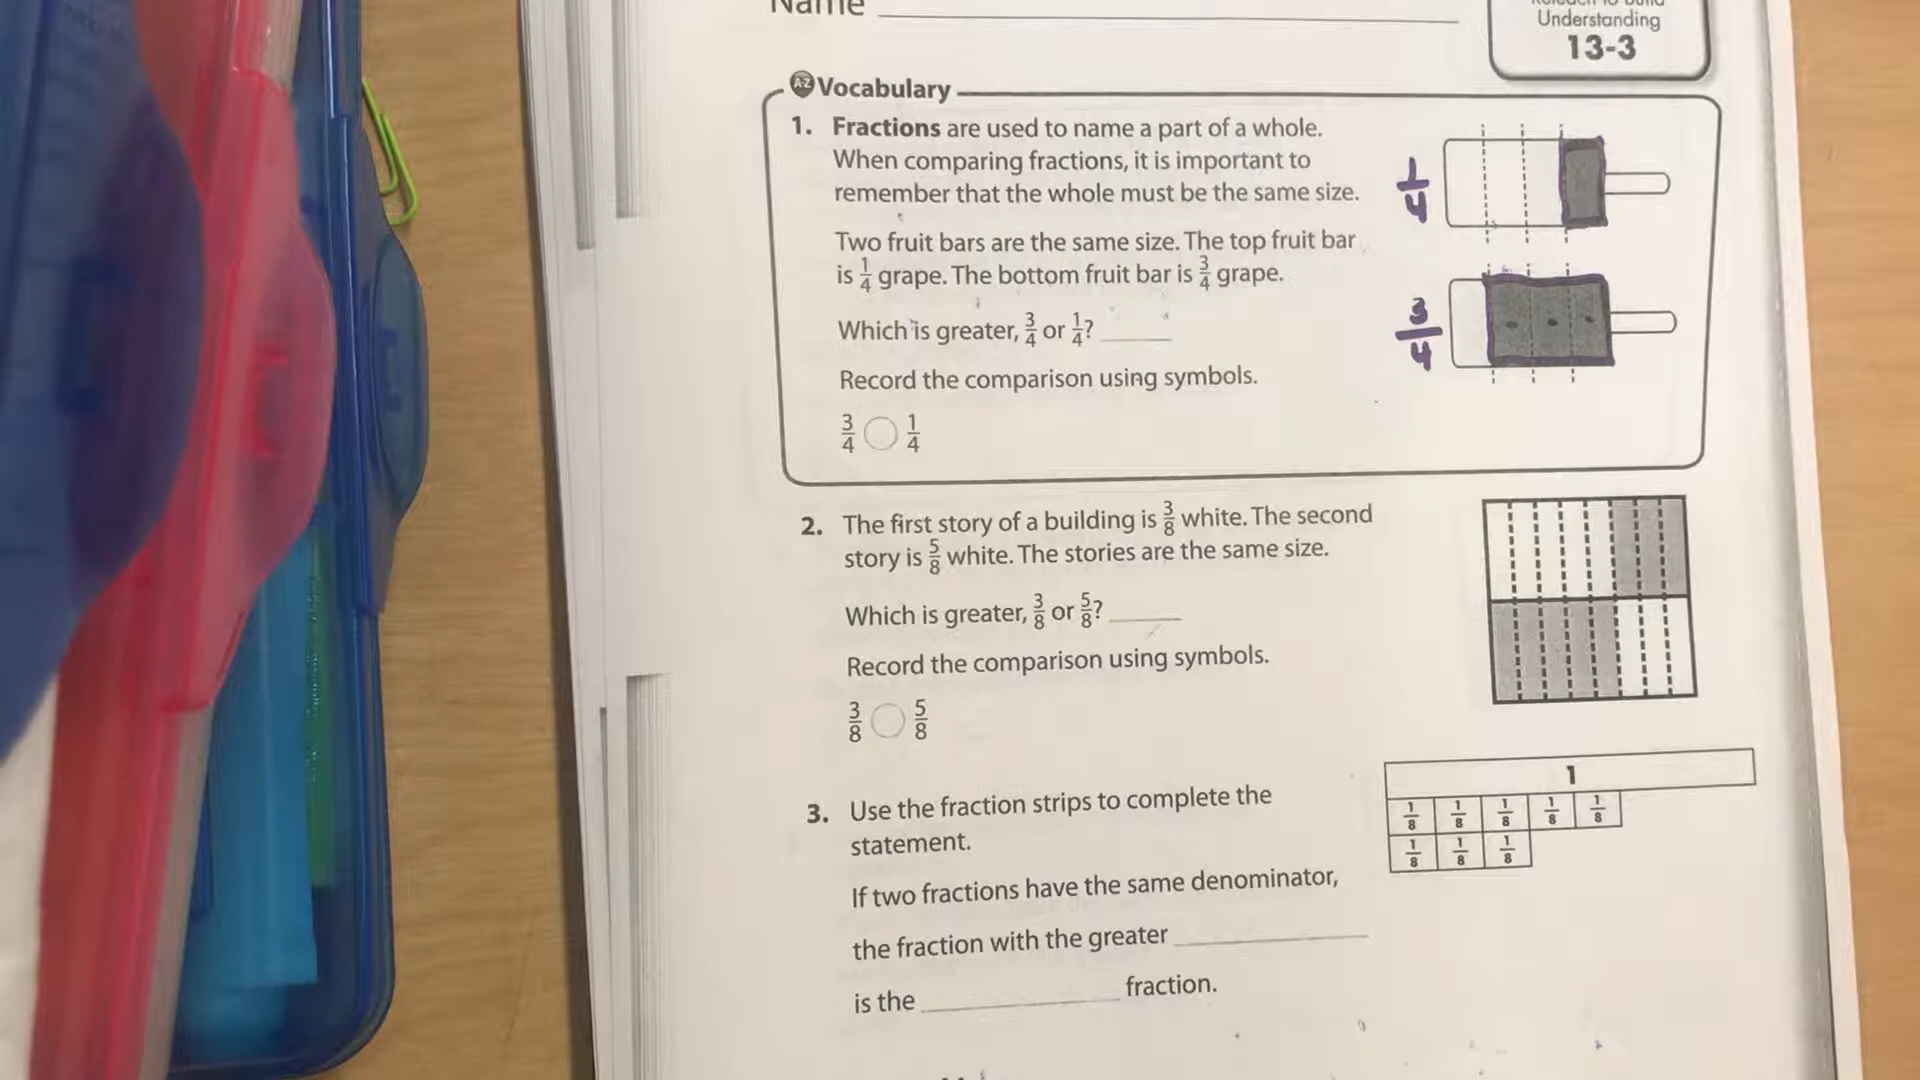 Name
Understanding
13-3
AZ Vocabulary
1. Fractions are used to name a part of a whole.
When comparing fractions, it is important to
remember that the whole must be the same size.
1/4
Two fruit bars are the same size. The top fruit bar
is 1/4 grape. The bottom fruit bar is 3/4 grape.
3/4
Which is greater, 3/4 or 1/4?
Record the comparison using symbols.
3/4 1/4
2. The first story of a building is 3/8 white. The second
story is 5/8 white. The stories are the same size.
Which is greater, 3/8 or 5/8?
Record the comparison using symbols.
3/8 5/8
3. Use the fraction strips to complete the
statement.
1
1/8 1/8 1/8 1/8 1/8
1/8 1/8 1/8
If two fractions have the same denominator,
the fraction with the greater
is the fraction.